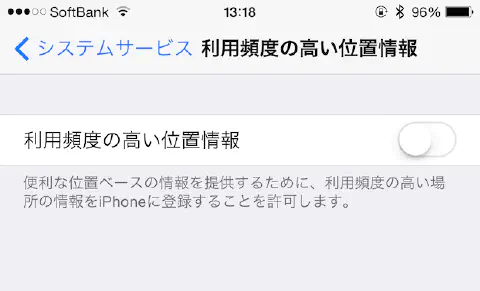 SoftBank 13:18 96%
システムサービス 利用頻度の高い位置情報
利用頻度の高い位置情報
便利な位置ベースの情報を提供するために、利用頻度の高い場
所の情報をiPhoneに登録することを許可します。